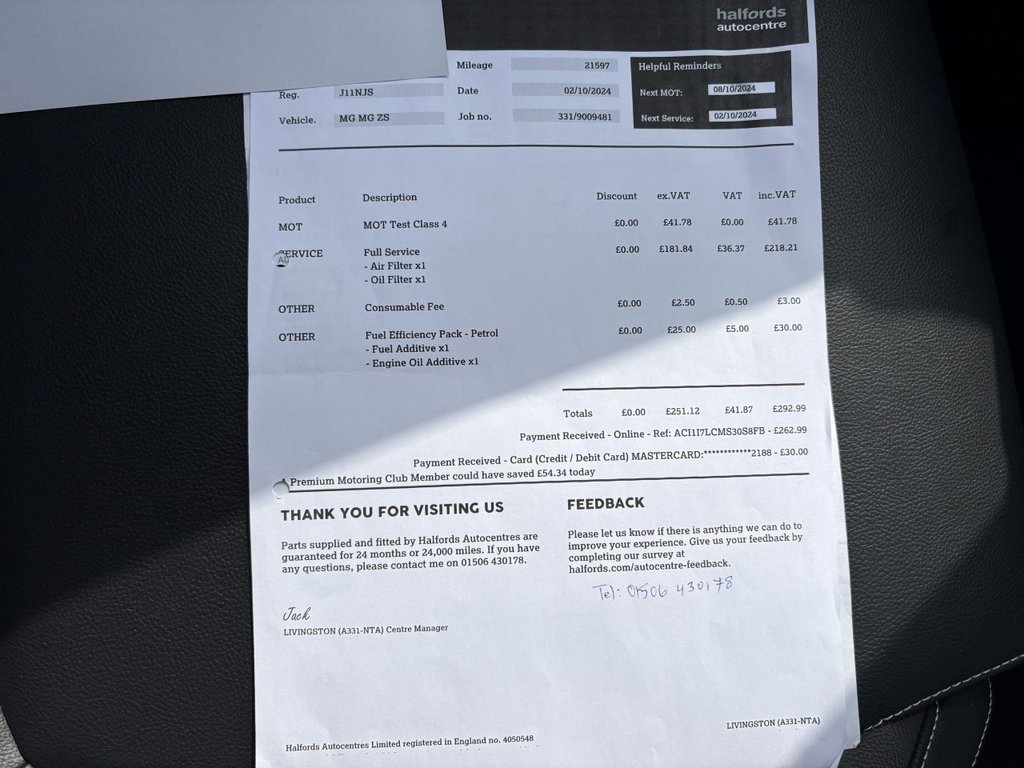 halfords
autocentre
Mileage 21597
Helpful Reminders
Reg. J11NJS
Date 02/10/2024
Next MOT: 08/10/2024
Vehicle. MG MG ZS
Job no. 331/9009481
Next Service: 02/10/2024
Product Description Discount ex.VAT VAT inc.VAT
MOT MOT Test Class 4 £0.00 £41.78 £0.00 £41.78
SERVICE Full Service £0.00 £181.84 £36.37 £218.21
- Air Filter x1
- Oil Filter x1
OTHER Consumable Fee £0.00 £2.50 £0.50 £3.00
OTHER Fuel Efficiency Pack - Petrol £0.00 £25.00 £5.00 £30.00
- Fuel Additive x1
- Engine Oil Additive x1
Totals £0.00 £251.12 £41.87 £292.99
Payment Received - Online - Ref: ACI1I7LCMS30S8FB - £262.99
Payment Received - Card (Credit / Debit Card) MASTERCARD:************2188 - £30.00
A Premium Motoring Club Member could have saved £54.34 today
THANK YOU FOR VISITING US
Parts supplied and fitted by Halfords Autocentres are
guaranteed for 24 months or 24,000 miles. If you have
any questions, please contact me on 01506 430178.
FEEDBACK
Please let us know if there is anything we can do to
improve your experience. Give us your feedback by
completing our survey at
halfords.com/autocentre-feedback.
Tel: 01506 430178
Jack
LIVINGSTON (A331-NTA) Centre Manager
LIVINGSTON (A331-NTA)
Halfords Autocentres Limited registered in England no. 4050548